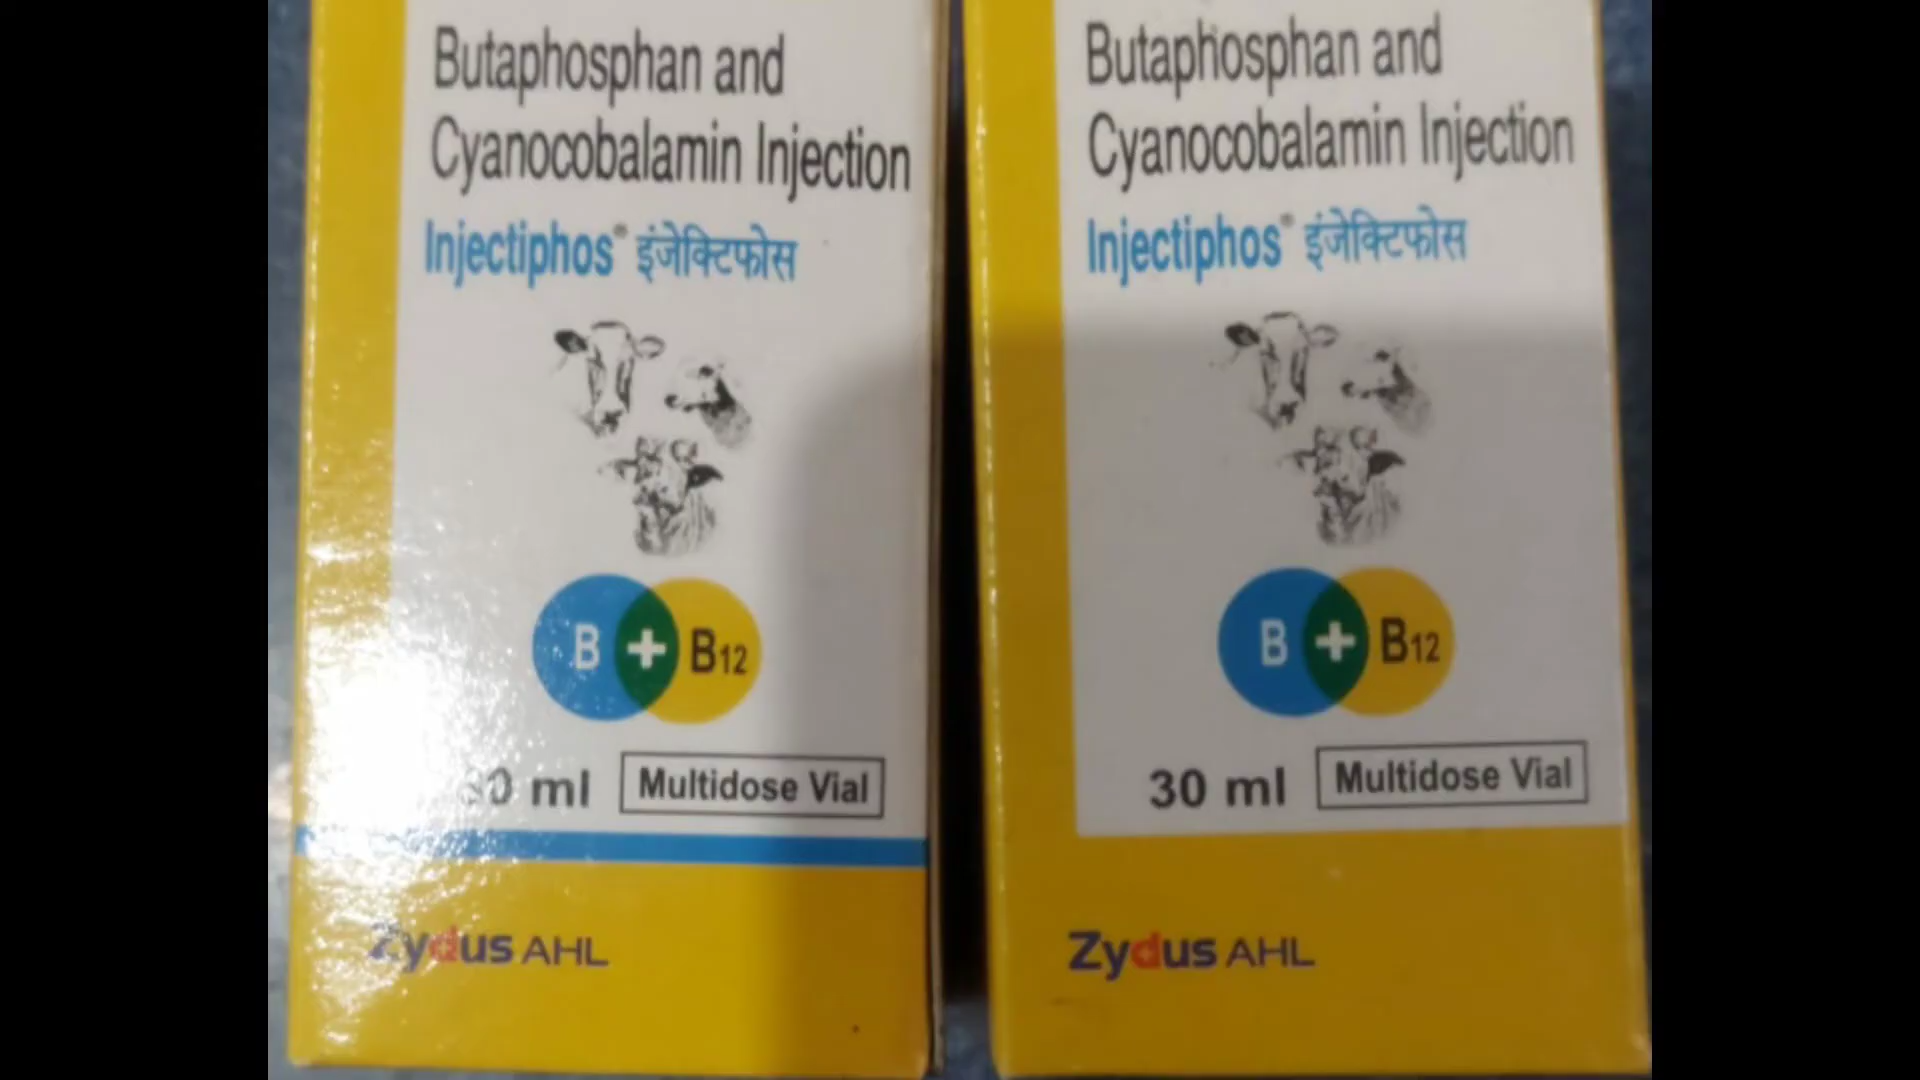 Butaphosphan and
Cyanocobalamin Injection
Injectiphos® इंजेक्टिफोस
B + B12
30 ml Multidose Vial
Zydus AHL
Butaphosphan and
Cyanocobalamin Injection
Injectiphos® इंजेक्टिफोस
B + B12
30 ml Multidose Vial
Zydus AHL